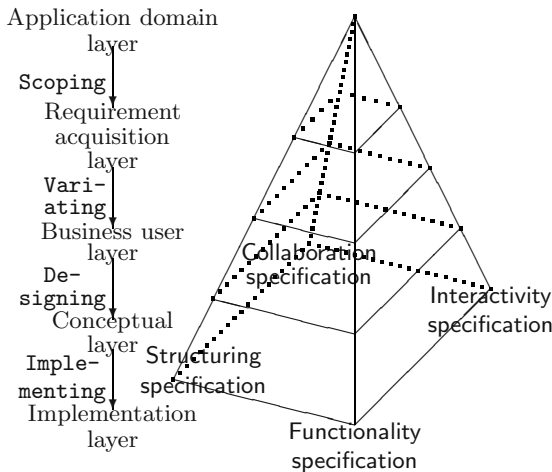 Application domain
layer
Scoping
Requirement
acquisition
layer
Vari-
ating
Business user
layer
De-
signing
Conceptual
layer
Imple-
menting
Implementation
layer
Collaboration
specification
Interactivity
specification
Structuring
specification
Functionality
specification